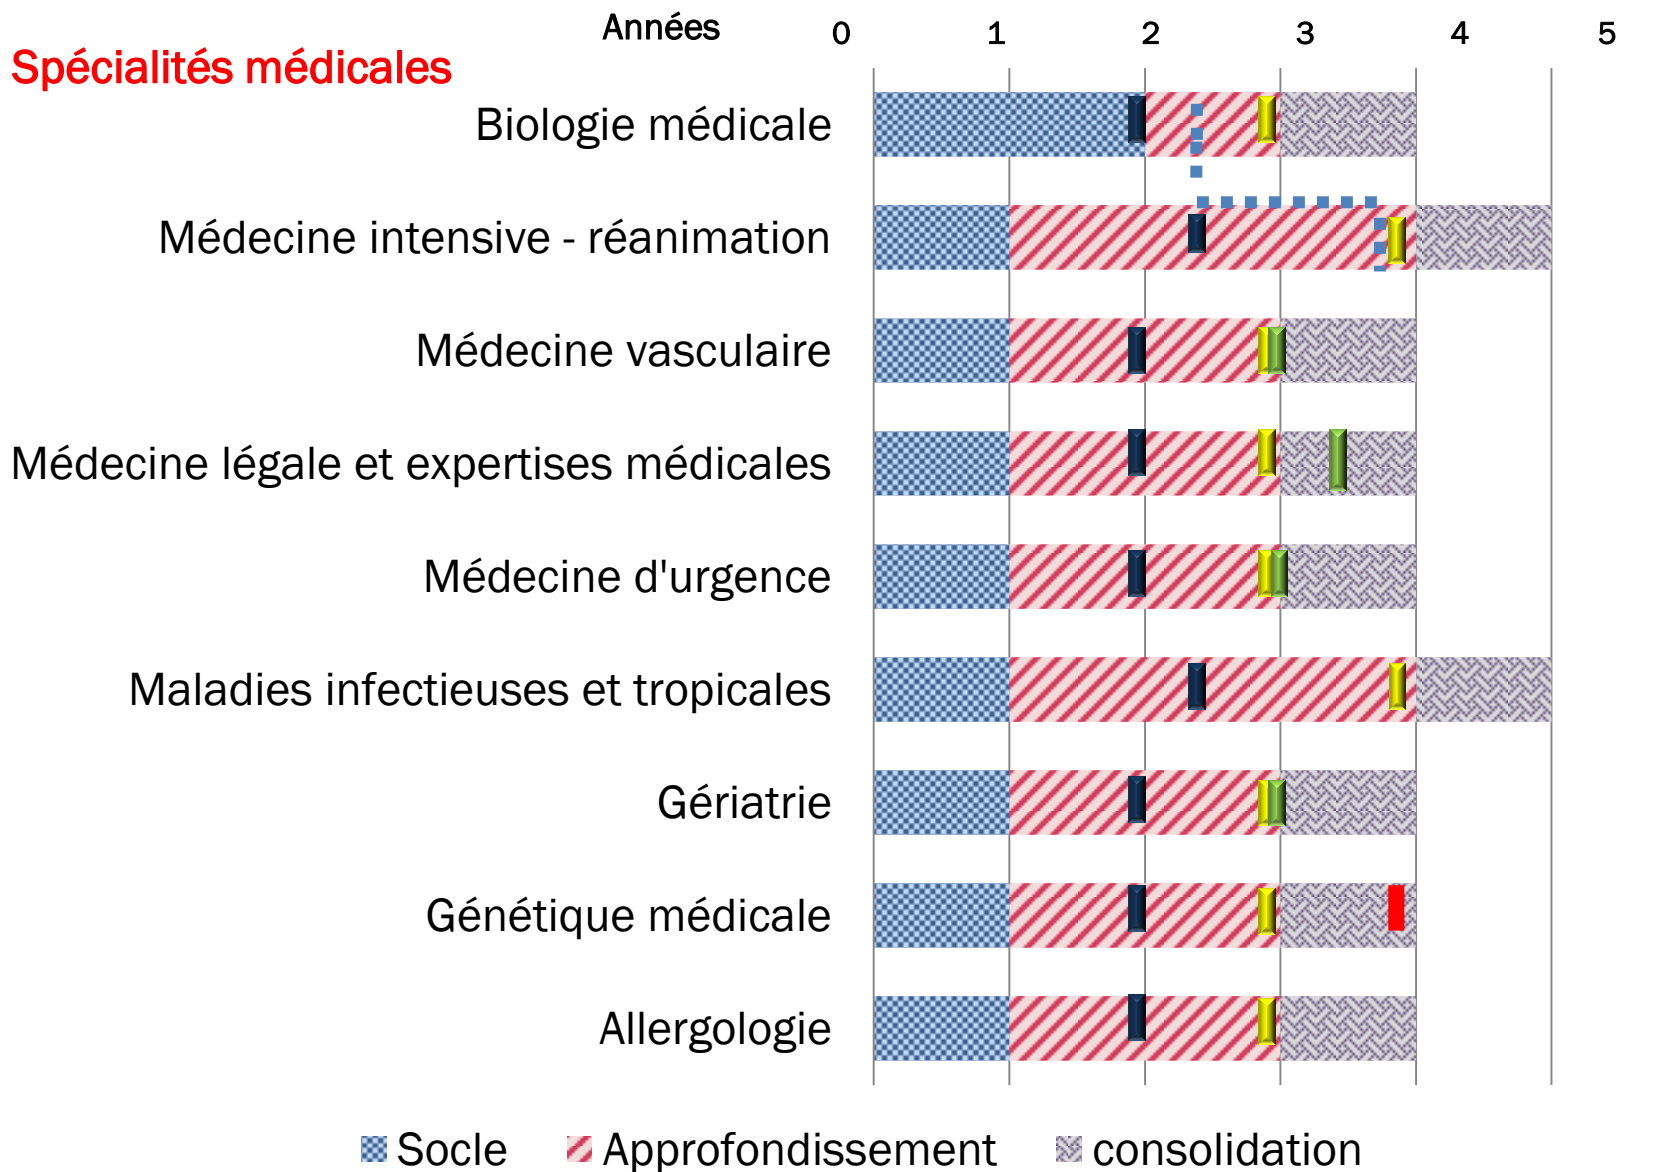 Années 0 1 2 3 4 5
Spécialités médicales
Biologie médicale
Médecine intensive - réanimation
Médecine vasculaire
Médecine légale et expertises médicales
Médecine d'urgence
Maladies infectieuses et tropicales
Gériatrie
Génétique médicale
Allergologie
Socle Approfondissement consolidation